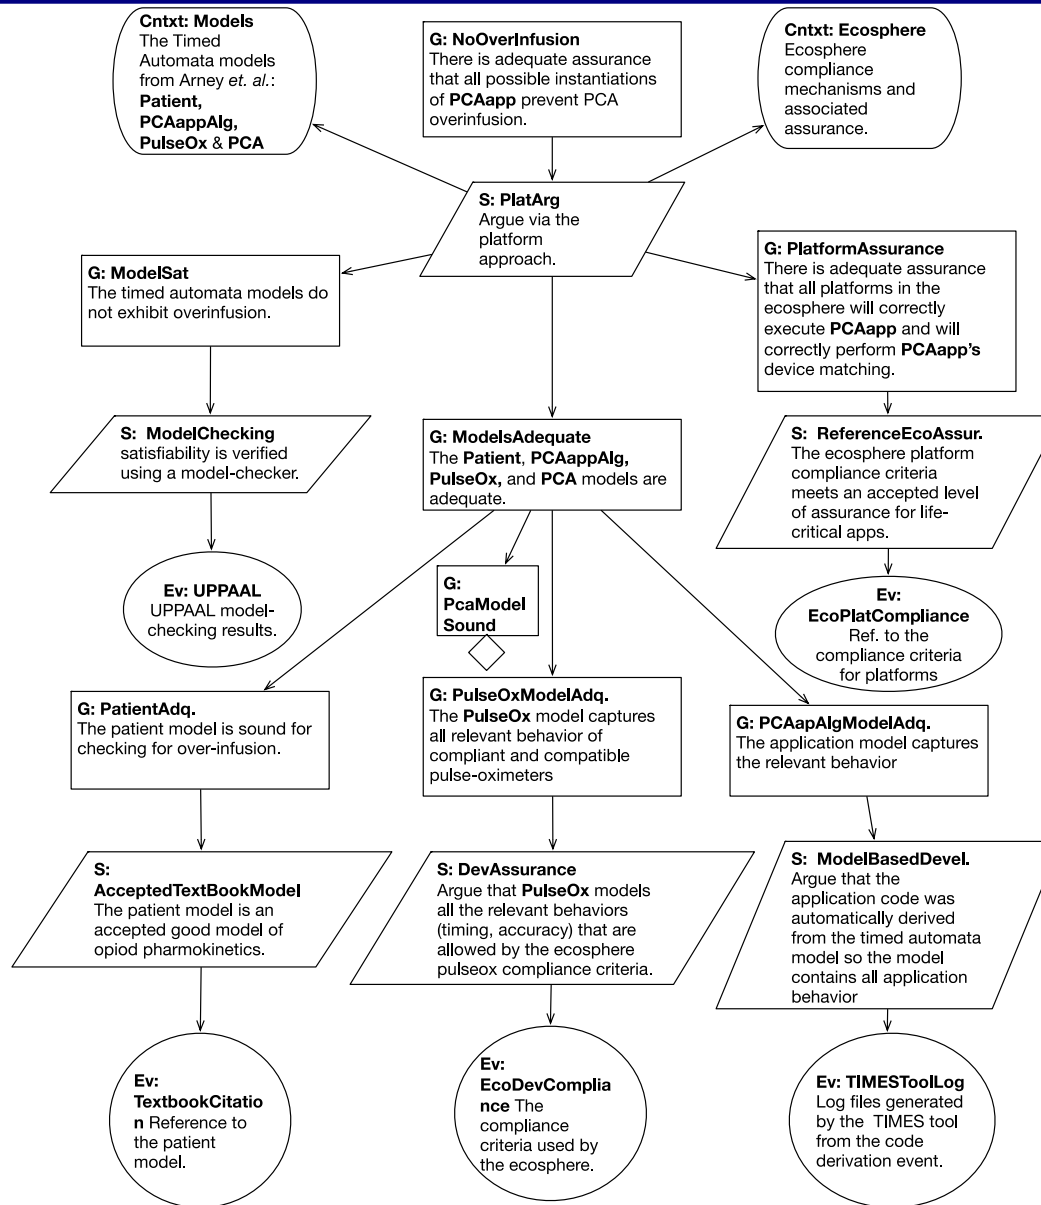 Cntxt: Models
The Timed
Automata models
from Arney et. al.:
Patient,
PCAappAlg,
PulseOx & PCA
G: NoOverInfusion
There is adequate assurance
that all possible instantiations
of PCAapp prevent PCA
overinfusion.
Cntxt: Ecosphere
Ecosphere
compliance
mechanisms and
associated
assurance.
S: PlatArg
Argue via the
platform
approach.
G: ModelSat
The timed automata models do
not exhibit overinfusion.
G: PlatformAssurance
There is adequate assurance
that all platforms in the
ecosphere will correctly
execute PCAapp and will
correctly perform PCAapp's
device matching.
S: ModelChecking
satisfiability is verified
using a model-checker.
G: ModelsAdequate
The Patient, PCAappAlg,
PulseOx, and PCA models are
adequate.
S: ReferenceEcoAssur.
The ecosphere platform
compliance criteria
meets an accepted level
of assurance for life-
critical apps.
Ev: UPPAAL
UPPAAL model-
checking results.
G:
PcaModel
Sound
Ev:
EcoPlatCompliance
Ref. to the
compliance criteria
for platforms
G: PatientAdq.
The patient model is sound for
checking for over-infusion.
G: PulseOxModelAdq.
The PulseOx model captures
all relevant behavior of
compliant and compatible
pulse-oximeters
G: PCAapAlgModelAdq.
The application model captures
the relevant behavior
S:
AcceptedTextBookModel
The patient model is an
accepted good model of
opiod pharmokinetics.
S: DevAssurance
Argue that PulseOx models
all the relevant behaviors
(timing, accuracy) that are
allowed by the ecosphere
pulseox compliance criteria.
S: ModelBasedDevel.
Argue that the
application code was
automatically derived
from the timed automata
model so the model
contains all application
behavior
Ev:
TextbookCitatio
n Reference to
the patient
model.
Ev:
EcoDevComplia
nce The
compliance
criteria used by
the ecosphere.
Ev: TIMESToolLog
Log files generated
by the TIMES tool
from the code
derivation event.